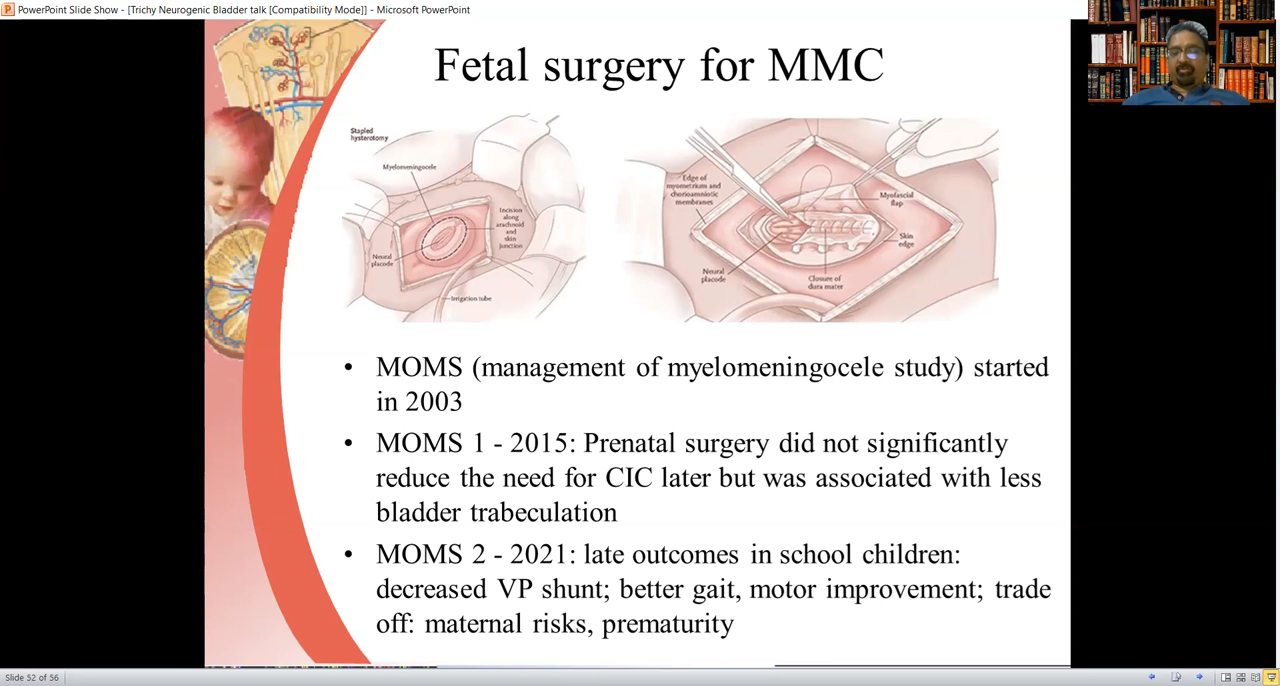 PowerPoint Slide Show - [Trichy Neurogenic Bladder talk [Compatibility Mode]] - Microsoft PowerPoint
Fetal surgery for MMC
Stapled
hysterotomy
Myelomeningocele
Incision
along
arachnoid
and
skin
junction
Neural
placode
Irrigation tube
Edge of
myometrium and
chorioamniotic
membranes
Myofascial
flap
Skin
edge
Neural
placode
Closure of
dura mater
• MOMS (management of myelomeningocele study) started
in 2003
• MOMS 1 - 2015: Prenatal surgery did not significantly
reduce the need for CIC later but was associated with less
bladder trabeculation
• MOMS 2 - 2021: late outcomes in school children:
decreased VP shunt; better gait, motor improvement; trade
off: maternal risks, prematurity
Slide 52 of 56